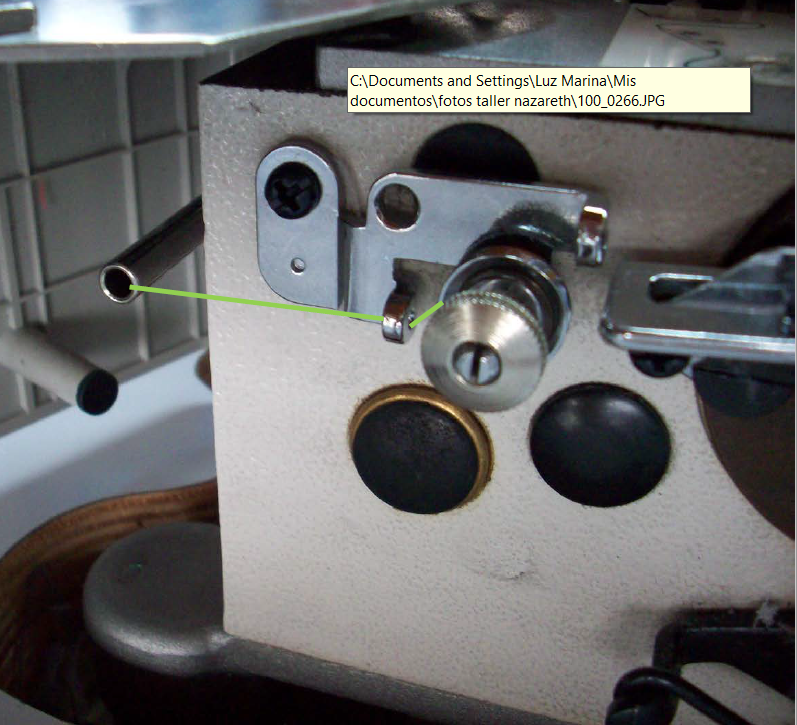 C:\Documents and Settings\Luz Marina\Mis
documentos\fotos taller nazareth\100_0266.JPG